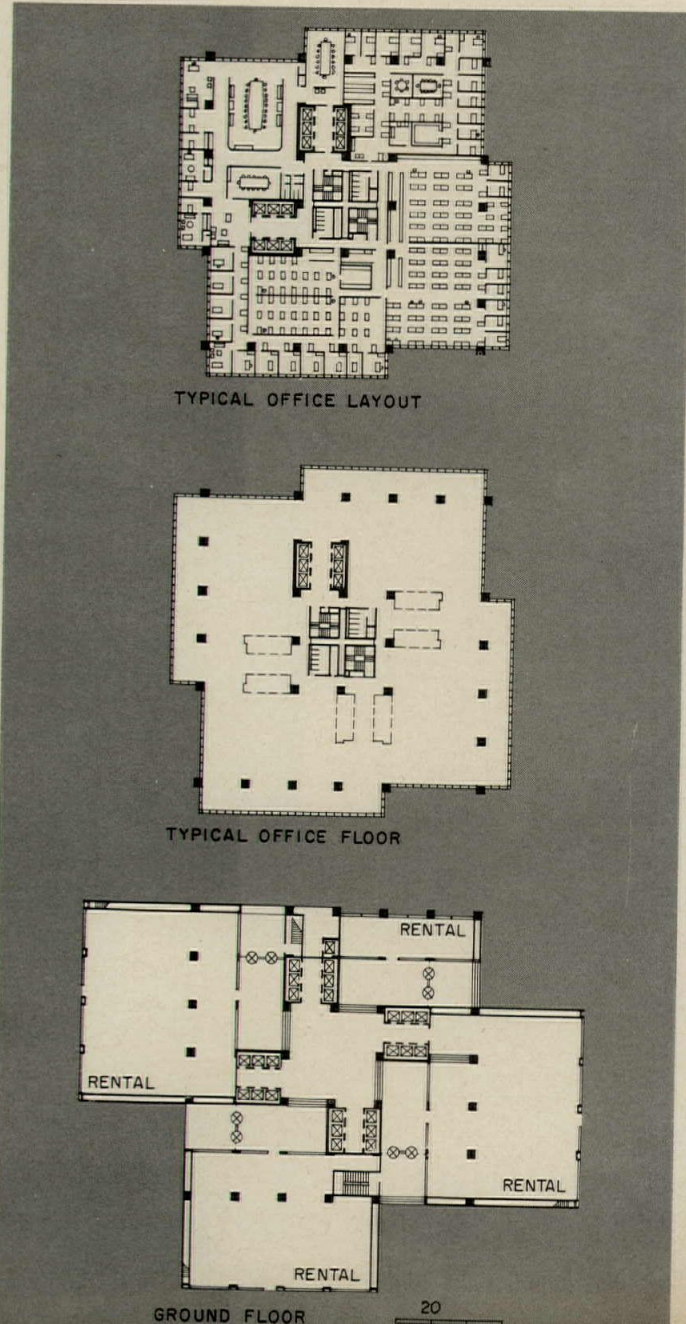 TYPICAL OFFICE LAYOUT
TYPICAL OFFICE FLOOR
RENTAL
RENTAL
RENTAL
RENTAL
GROUND FLOOR
20